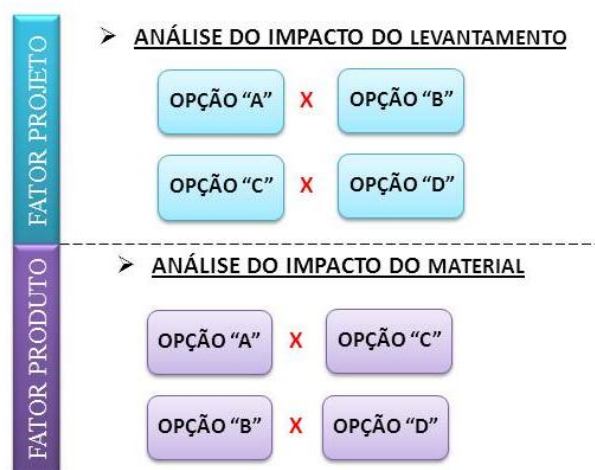 FATOR PROJETO
➤ ANÁLISE DO IMPACTO DO LEVANTAMENTO
OPÇÃO “A” X OPÇÃO “B”
OPÇÃO “C” X OPÇÃO “D”
FATOR PRODUTO
➤ ANÁLISE DO IMPACTO DO MATERIAL
OPÇÃO “A” X OPÇÃO “C”
OPÇÃO “B” X OPÇÃO “D”